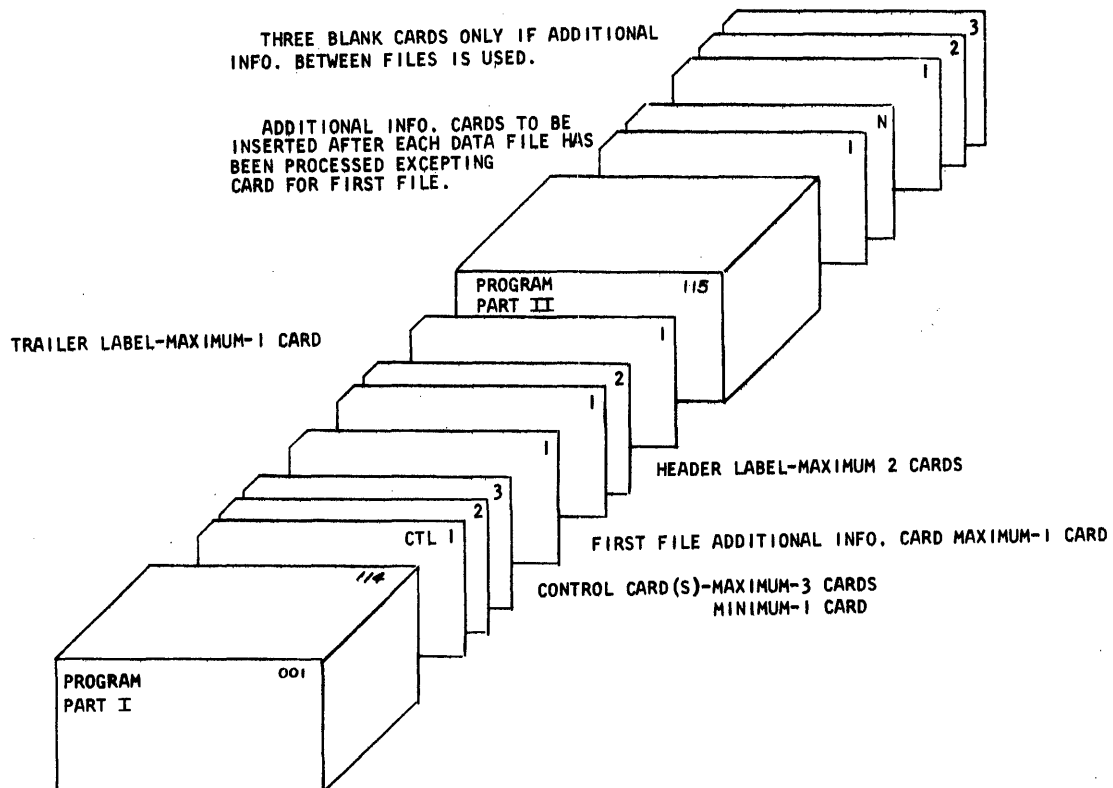 THREE BLANK CARDS ONLY IF ADDITIONAL
INFO. BETWEEN FILES IS USED.
3
2
1
ADDITIONAL INFO. CARDS TO BE
INSERTED AFTER EACH DATA FILE HAS
BEEN PROCESSED EXCEPTING
CARD FOR FIRST FILE.
N
1
PROGRAM 115
PART II
TRAILER LABEL-MAXIMUM-1 CARD
1
2
1
HEADER LABEL-MAXIMUM 2 CARDS
1
FIRST FILE ADDITIONAL INFO. CARD MAXIMUM-1 CARD
3
2
CTL 1
CONTROL CARD(S)-MAXIMUM-3 CARDS
MINIMUM-1 CARD
114
PROGRAM 001
PART I